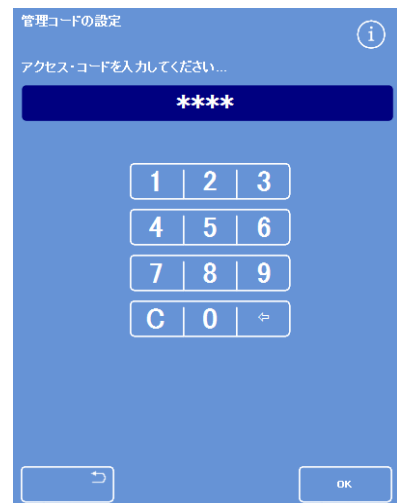 管理コードの設定
i
アクセス・コードを入力してください...
****
1 2 3
4 5 6
7 8 9
C 0 ⇦
OK